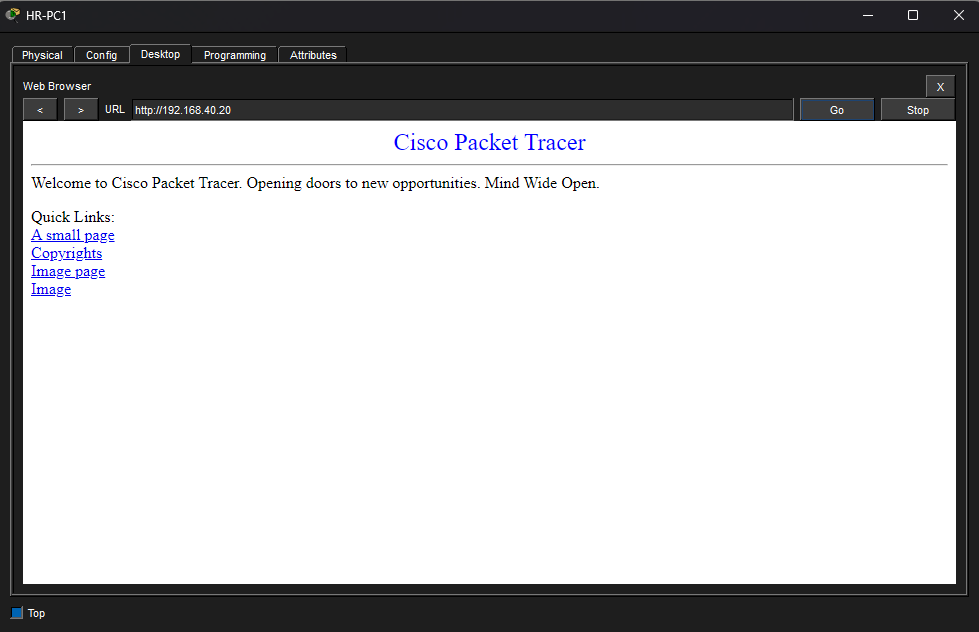 HR-PC1
Physical Config Desktop Programming Attributes
Web Browser
X
< > URL http://192.168.40.20 Go Stop
Cisco Packet Tracer
Welcome to Cisco Packet Tracer. Opening doors to new opportunities. Mind Wide Open.
Quick Links:
A small page
Copyrights
Image page
Image
Top